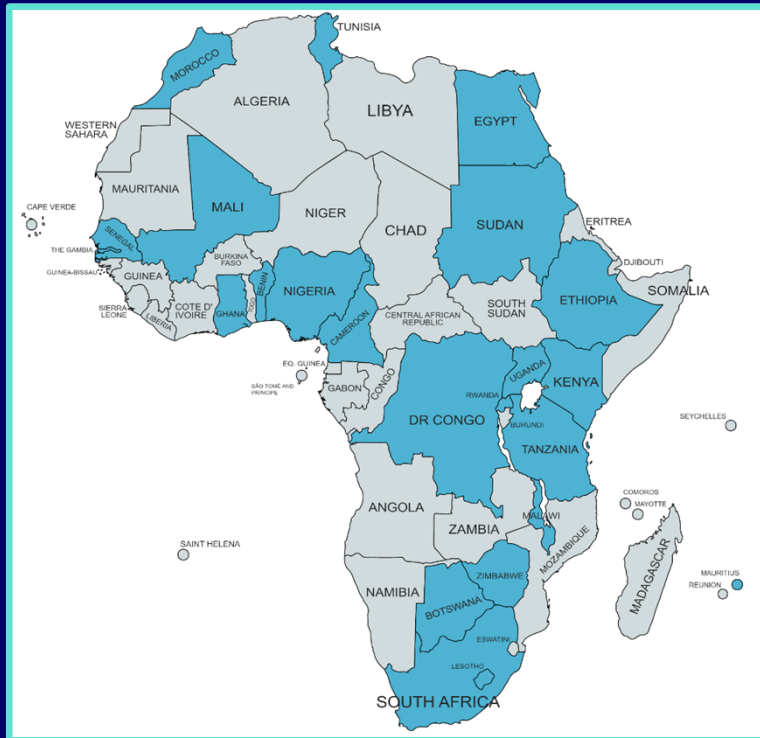 TUNISIA
MOROCCO
ALGERIA
LIBYA
EGYPT
WESTERN
SAHARA
MAURITANIA
MALI
NIGER
CHAD
SUDAN
ERITREA
CAPE VERDE
SENEGAL
THE GAMBIA
GUINEA-BISSAU
GUINEA
BURKINA
FASO
DJIBOUTI
SIERRA
LEONE
LIBERIA
COTE D'
IVOIRE
GHANA
TOGO
BENIN
NIGERIA
CAMEROON
CENTRAL AFRICAN
REPUBLIC
SOUTH
SUDAN
ETHIOPIA
SOMALIA
EQ. GUINEA
SÃO TOMÉ AND
PRINCIPE
GABON
CONGO
UGANDA
KENYA
RWANDA
DR CONGO
BURUNDI
TANZANIA
SEYCHELLES
ANGOLA
ZAMBIA
MALAWI
MOZAMBIQUE
COMOROS
MAYOTTE
SAINT HELENA
MADAGASCAR
MAURITIUS
REUNION
NAMIBIA
ZIMBABWE
BOTSWANA
ESWATINI
LESOTHO
SOUTH AFRICA